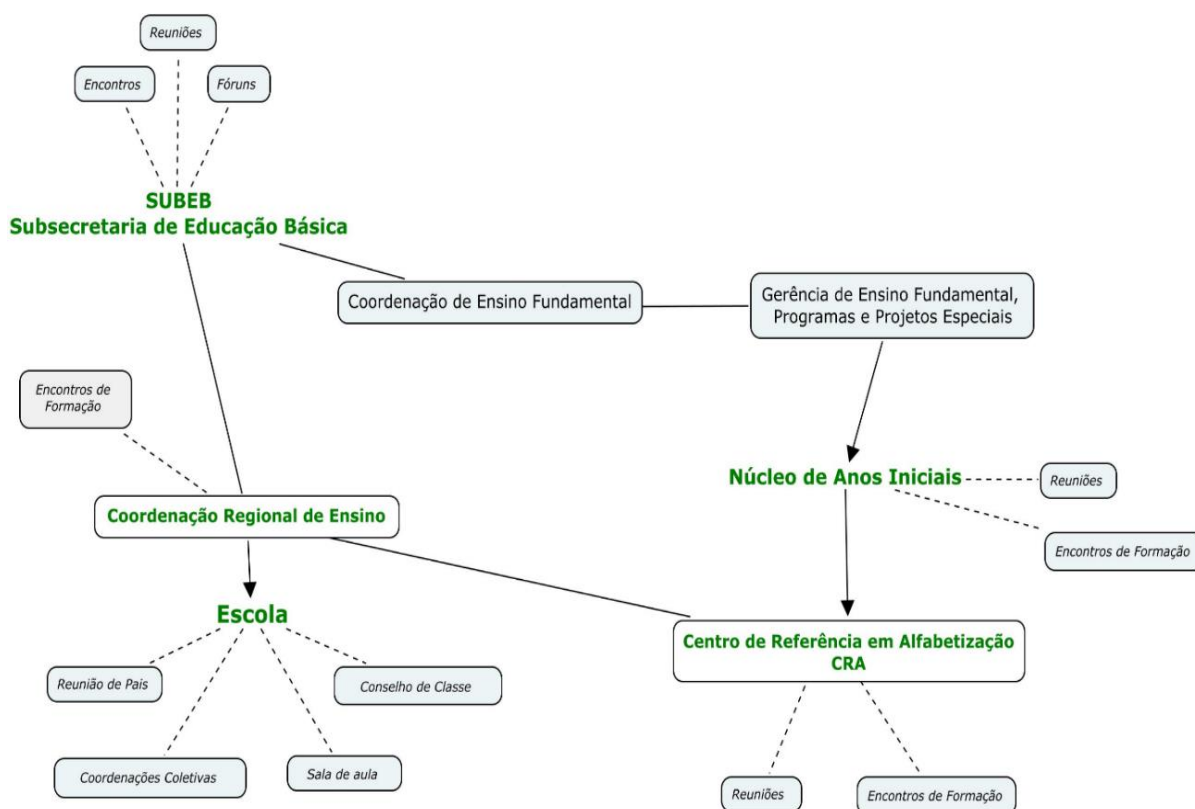 Reuniões
Encontros
Fóruns
SUBEB
Subsecretaria de Educação Básica
Coordenação de Ensino Fundamental
Gerência de Ensino Fundamental,
Programas e Projetos Especiais
Encontros de
Formação
Coordenação Regional de Ensino
Núcleo de Anos Iniciais
Reuniões
Encontros de Formação
Escola
Centro de Referência em Alfabetização
CRA
Reunião de Pais
Conselho de Classe
Coordenações Coletivas
Sala de aula
Reuniões
Encontros de Formação